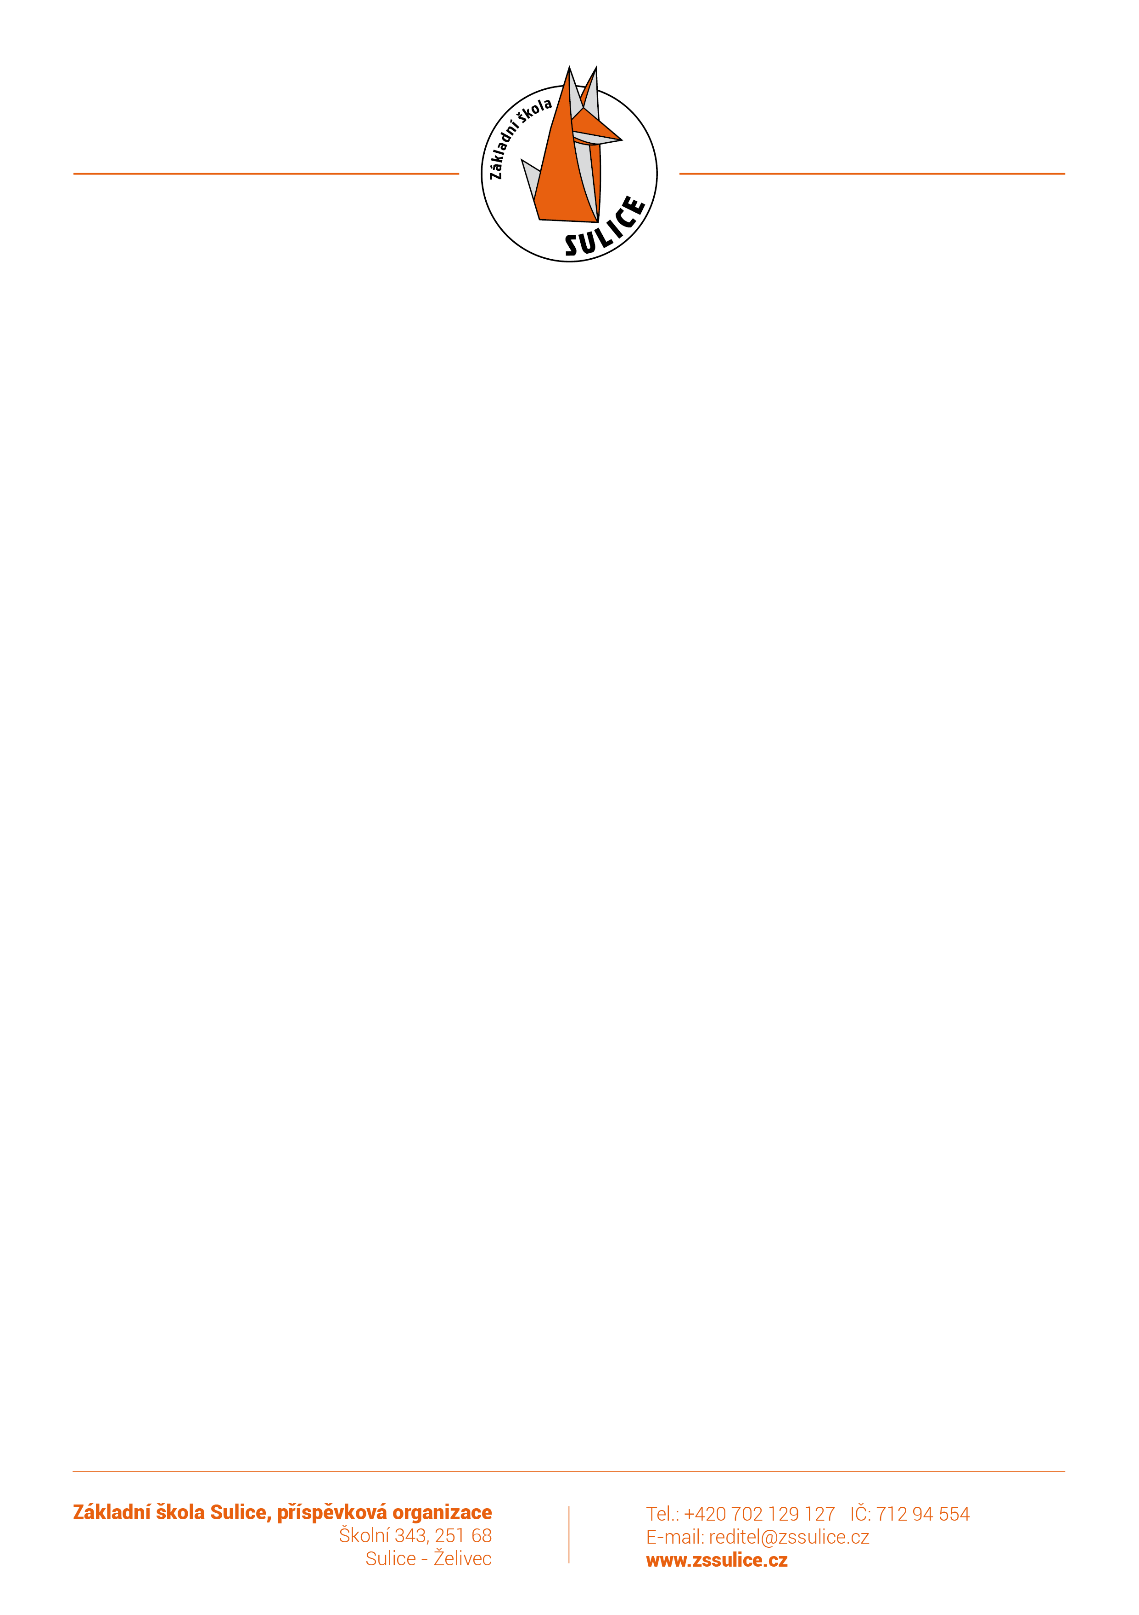 Základní škola
SULICE
Základní škola Sulice, příspěvková organizace
Školní 343, 251 68
Sulice - Želivec
Tel.: +420 702 129 127 IČ: 712 94 554
E-mail: reditel@zssulice.cz
www.zssulice.cz